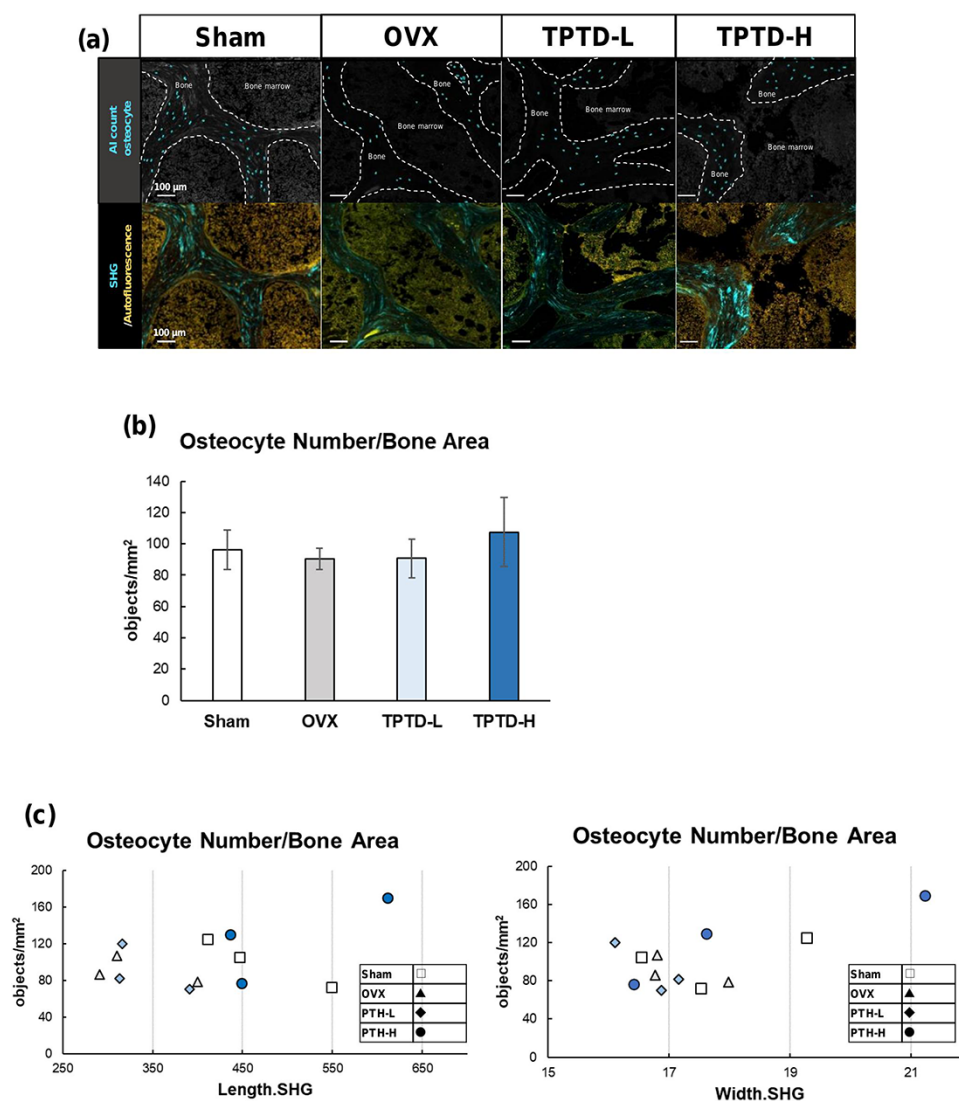 (a)
Sham
OVX
TPTD-L
TPTD-H
AI count
osteocyte
Bone
Bone marrow
100 µm
Bone marrow
Bone
Bone
Bone marrow
Bone
Bone
Bone marrow
Bone
SHG
/Autofluorescence
100 µm
(b)
Osteocyte Number/Bone Area
objects/mm²
140
120
100
80
60
40
20
0
Sham
OVX
TPTD-L
TPTD-H
(c)
Osteocyte Number/Bone Area
objects/mm²
200
160
120
80
40
0
250
350
450
550
650
Length.SHG
Sham
OVX
PTH-L
PTH-H
Osteocyte Number/Bone Area
objects/mm²
200
160
120
80
40
0
15
17
19
21
Width.SHG
Sham
OVX
PTH-L
PTH-H